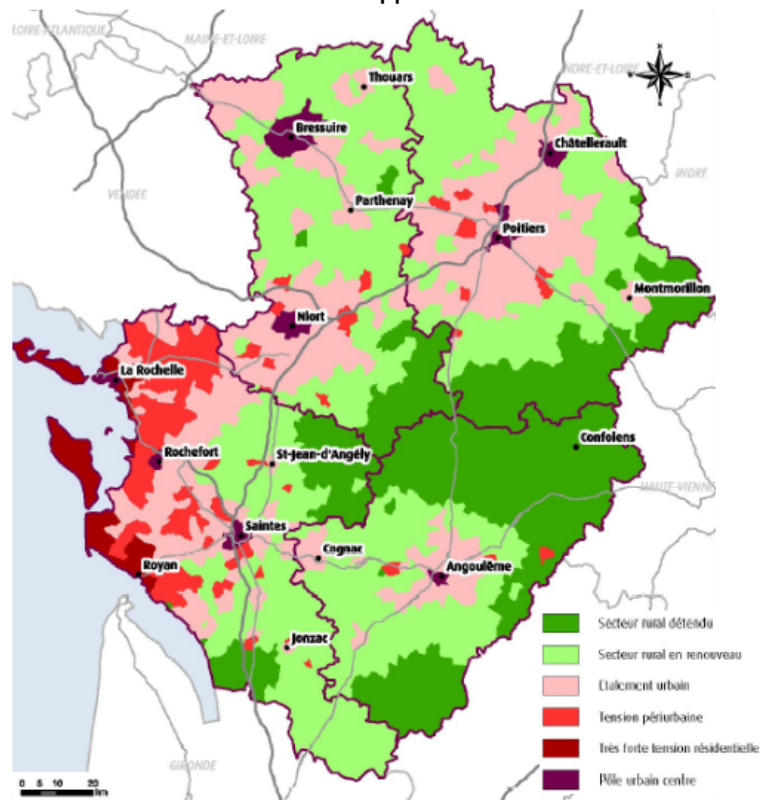 LOIRE-ATLANTIQUE
MAINE-ET-LOIRE
INDRE-ET-LOIRE
Thouars
Bressuire
Châtellerault
INDRE
VENDEE
Parthenay
Poitiers
Montmorillon
Niort
La Rochelle
Confolens
Rochefort
St-Jean-d'Angély
HAUTE-VIENNE
Saintes
Cognac
Angoulême
Royan
Jonzac
GIRONDE
Secteur rural détendu
Secteur rural en renouveau
Etalement urbain
Tension périurbaine
Très forte tension résidentielle
Pôle urbain centre
0 5 10 20
km